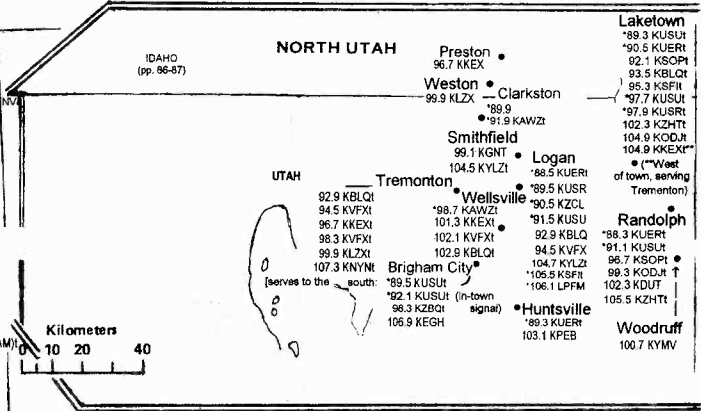 NORTH UTAH
IDAHO
(pp. 86-87)
NV
Preston
96.7 KKEX
Weston
99.9 KLZX
Clarkston
*89.9
*91.9 KAWZt
Smithfield
99.1 KGNT
104.5 KYLZt
Laketown
*89.3 KUSUt
*90.5 KUERt
92.1 KSOPt
93.5 KBLQt
95.3 KSFIt
*97.7 KUSUt
*97.9 KUSRt
102.3 KZHTt
104.9 KODJt
104.9 KKEXt**
(**West
of town, serving
Trementon)
UTAH
Tremonton
92.9 KBLQt
94.5 KVFXt
96.7 KKEXt
98.3 KVFXt
99.9 KLZXt
107.3 KNYNt
[serves to the south:
Wellsville
*98.7 KAWZt
101.3 KKEXt
102.1 KVFXt
102.9 KBLQt
Logan
*88.5 KUERt
*89.5 KUSR
*90.5 KZCL
*91.5 KUSU
92.9 KBLQ
94.5 KVFX
104.7 KYLZt
*105.5 KSFIt
*106.1 LPFM
Brigham City
*89.5 KUSUt
*92.1 KUSUt (in-town
signal)
98.3 KZBQt
106.9 KEGH
Huntsville
*89.3 KUERt
103.1 KPEB
Randolph
*88.3 KUERt
*91.1 KUSUt
96.7 KSOPt
99.3 KODJt
102.3 KDUT
105.5 KZHTt
Woodruff
100.7 KYMV
Kilometers
0 10 20 40
AM)t